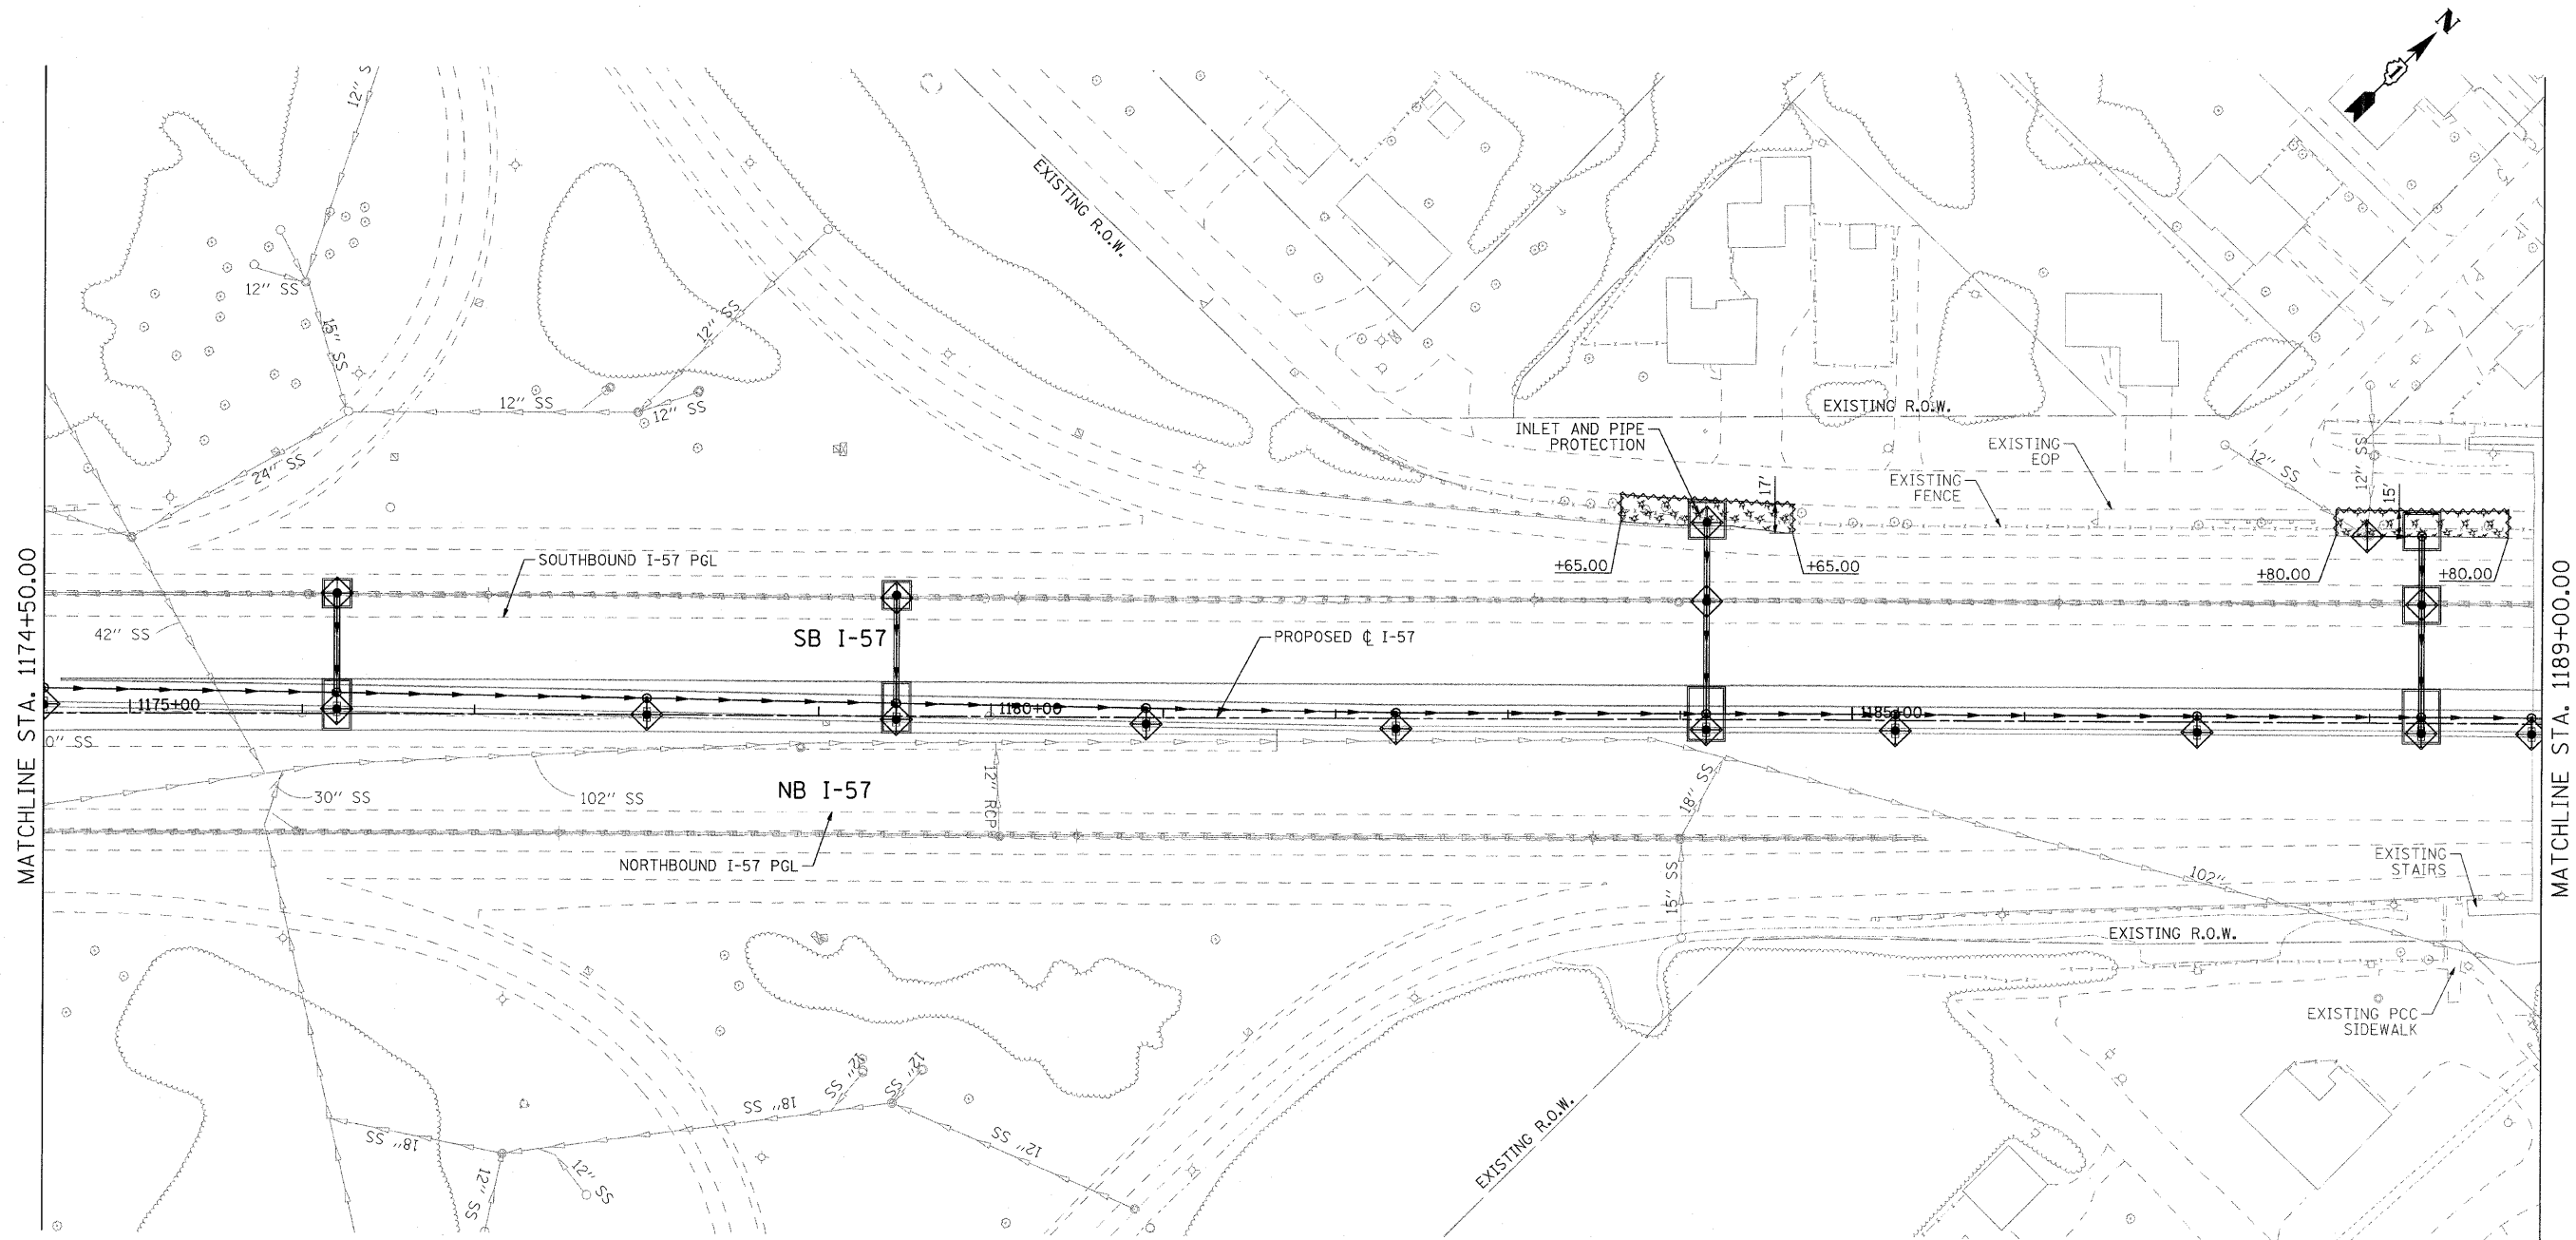 N
12" S
EXISTING R.O.W.
12" SS
15" SS
12" SS
12" SS
12" SS
24" SS
EXISTING R.O.W.
INLET AND PIPE
PROTECTION
EXISTING
EOP
EXISTING
FENCE
12" SS
12" SS
17'
15'
+65.00
+65.00
+80.00
+80.00
SOUTHBOUND I-57 PGL
42" SS
SB I-57
PROPOSED ℄ I-57
MATCHLINE STA. 1174+50.00
MATCHLINE STA. 1189+00.00
1175+00
1180+00
1185+00
0" SS
30" SS
102" SS
NB I-57
12" RCP
18" SS
NORTHBOUND I-57 PGL
15" SS
102"
EXISTING
STAIRS
EXISTING R.O.W.
EXISTING PCC
SIDEWALK
12" SS
12" SS
18" SS
18" SS
12" SS
12" SS
12" SS
EXISTING R.O.W.